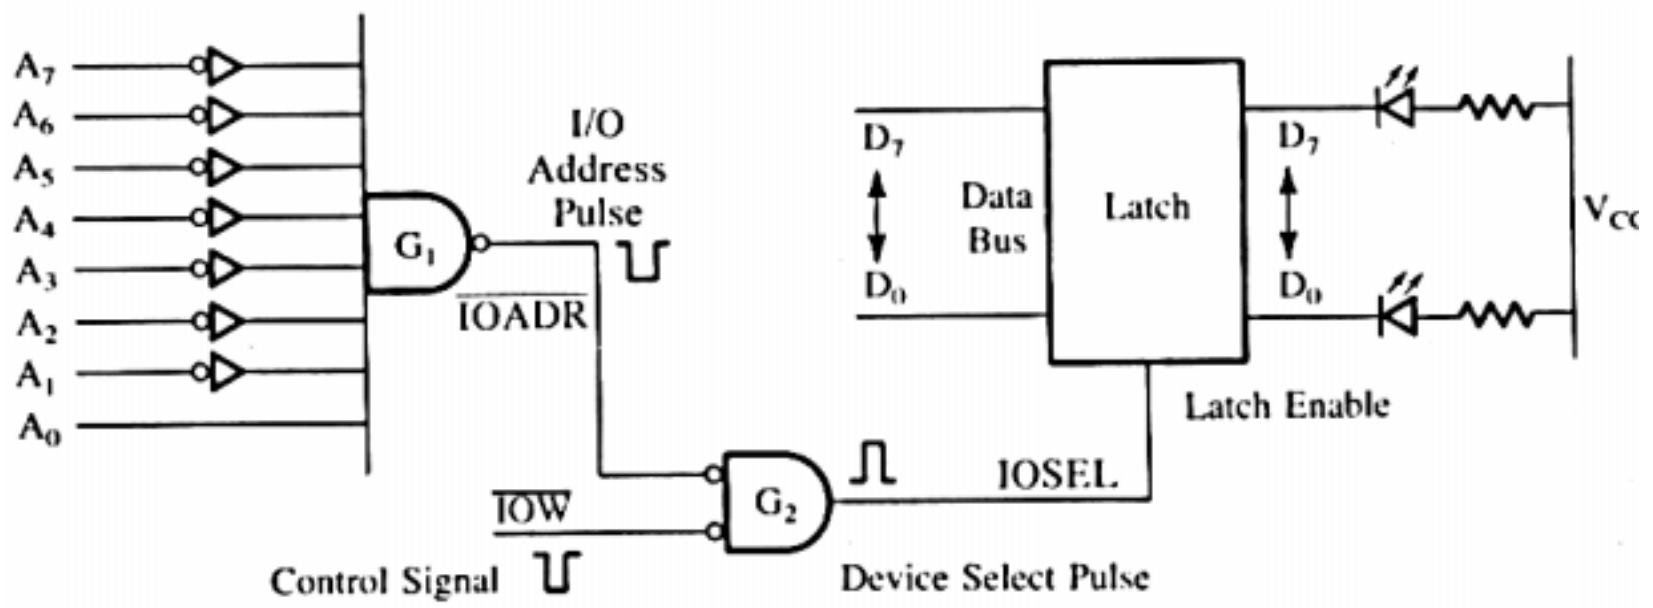 A₇
A₆
A₅
A₄
A₃
A₂
A₁
A₀
G₁
I/O
Address
Pulse
IOADR
IOW
Control Signal
G₂
IOSEL
Device Select Pulse
D₇
D₀
Data
Bus
Latch
Latch Enable
D₇
D₀
V_CC